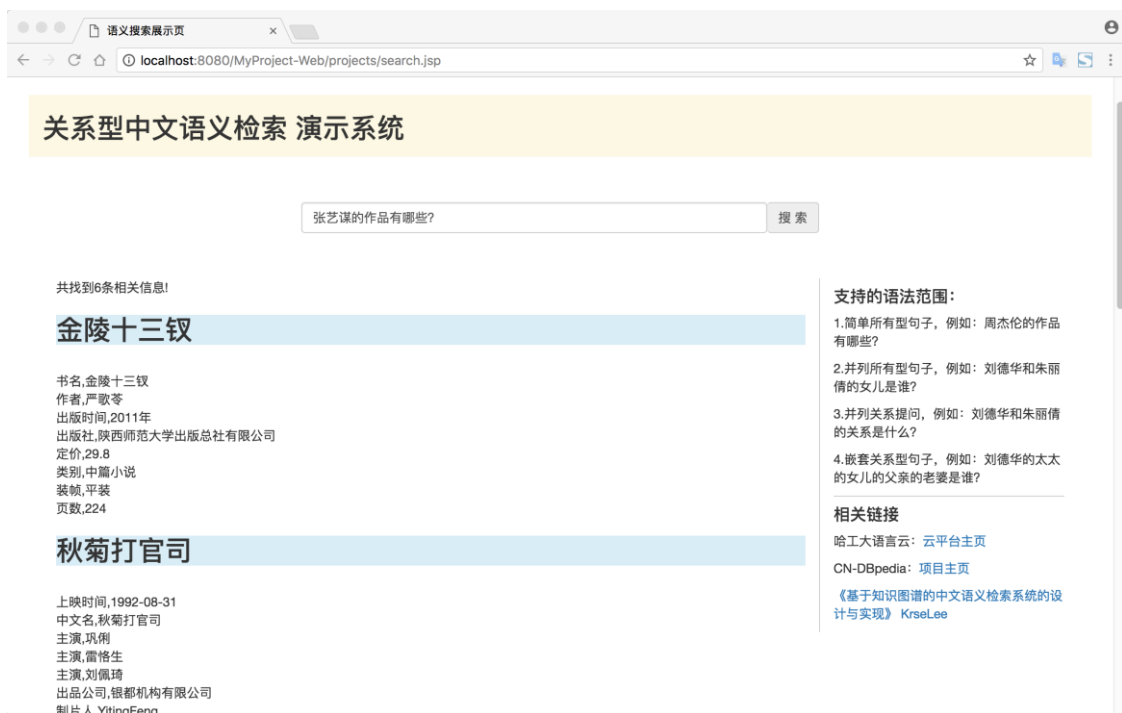 语义搜索展示页
localhost:8080/MyProject-Web/projects/search.jsp
关系型中文语义检索 演示系统
张艺谋的作品有哪些?
搜 索
共找到6条相关信息!
金陵十三钗
书名,金陵十三钗
作者,严歌苓
出版时间,2011年
出版社,陕西师范大学出版总社有限公司
定价,29.8
类别,中篇小说
装帧,平装
页数,224
秋菊打官司
上映时间,1992-08-31
中文名,秋菊打官司
主演,巩俐
主演,雷恪生
主演,刘佩琦
出品公司,银都机构有限公司
制片人,YitingFeng
支持的语法范围：
1.简单所有型句子，例如：周杰伦的作品
有哪些?
2.并列所有型句子，例如：刘德华和朱丽
倩的女儿是谁?
3.并列关系提问，例如：刘德华和朱丽倩
的关系是什么?
4.嵌套关系型句子，例如：刘德华的太太
的女儿的父亲的老婆是谁?
相关链接
哈工大语言云：云平台主页
CN-DBpedia：项目主页
《基于知识图谱的中文语义检索系统的设
计与实现》 KrseLee